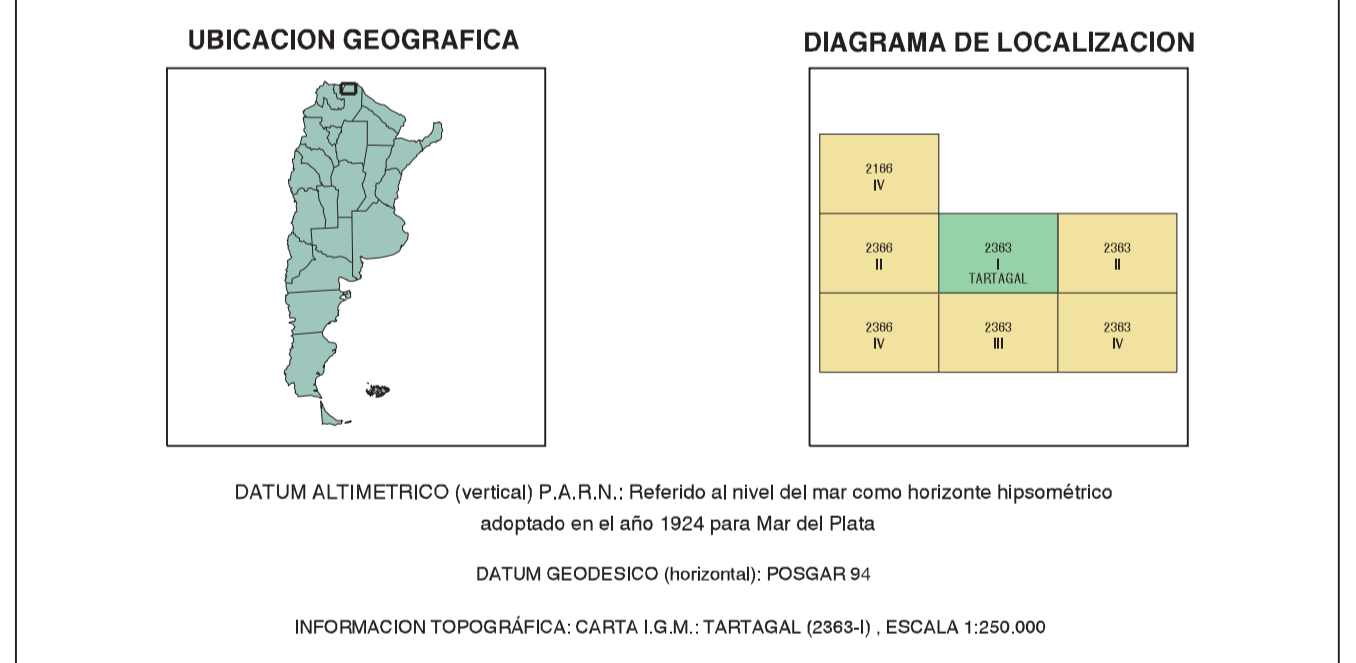 UBICACION GEOGRAFICA
DIAGRAMA DE LOCALIZACION
2166
IV
2366
II
2363
I
TARTAGAL
2363
II
2366
IV
2363
III
2363
IV
DATUM ALTIMETRICO (vertical) P.A.R.N.: Referido al nivel del mar como horizonte hipsométrico
adoptado en el año 1924 para Mar del Plata
DATUM GEODESICO (horizontal): POSGAR 94
INFORMACION TOPOGRÁFICA: CARTA I.G.M.: TARTAGAL (2363-I) , ESCALA 1:250.000